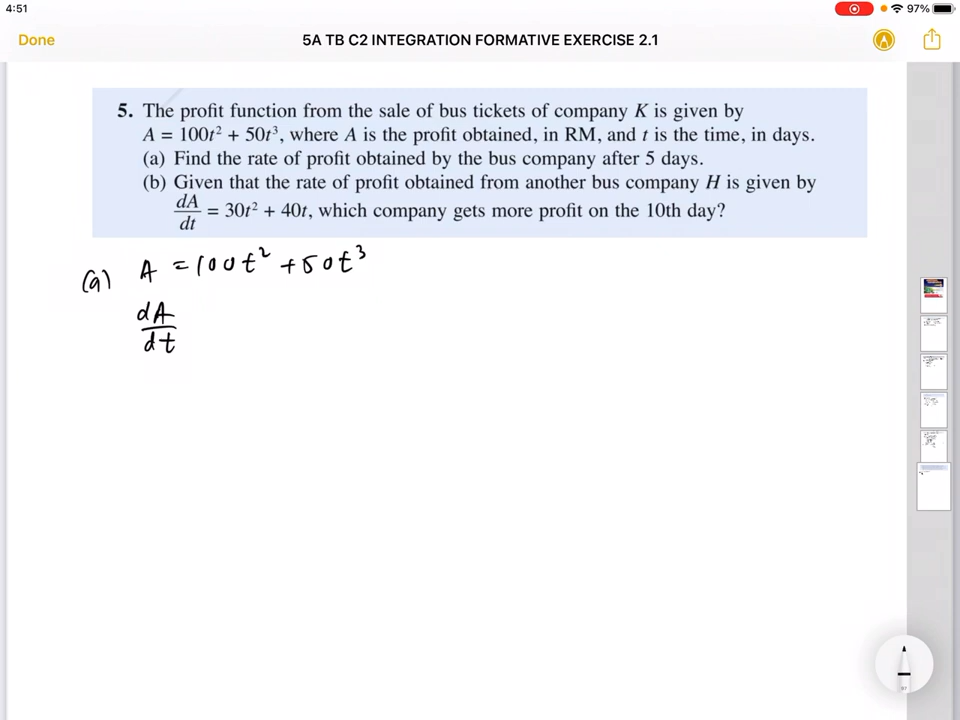 4:51
97%
Done
5A TB C2 INTEGRATION FORMATIVE EXERCISE 2.1
5. The profit function from the sale of bus tickets of company K is given by
A = 100t² + 50t³, where A is the profit obtained, in RM, and t is the time, in days.
(a) Find the rate of profit obtained by the bus company after 5 days.
(b) Given that the rate of profit obtained from another bus company H is given by
dA/dt = 30t² + 40t, which company gets more profit on the 10th day?
(a) A = 100t² + 50t³
dA/dt
97